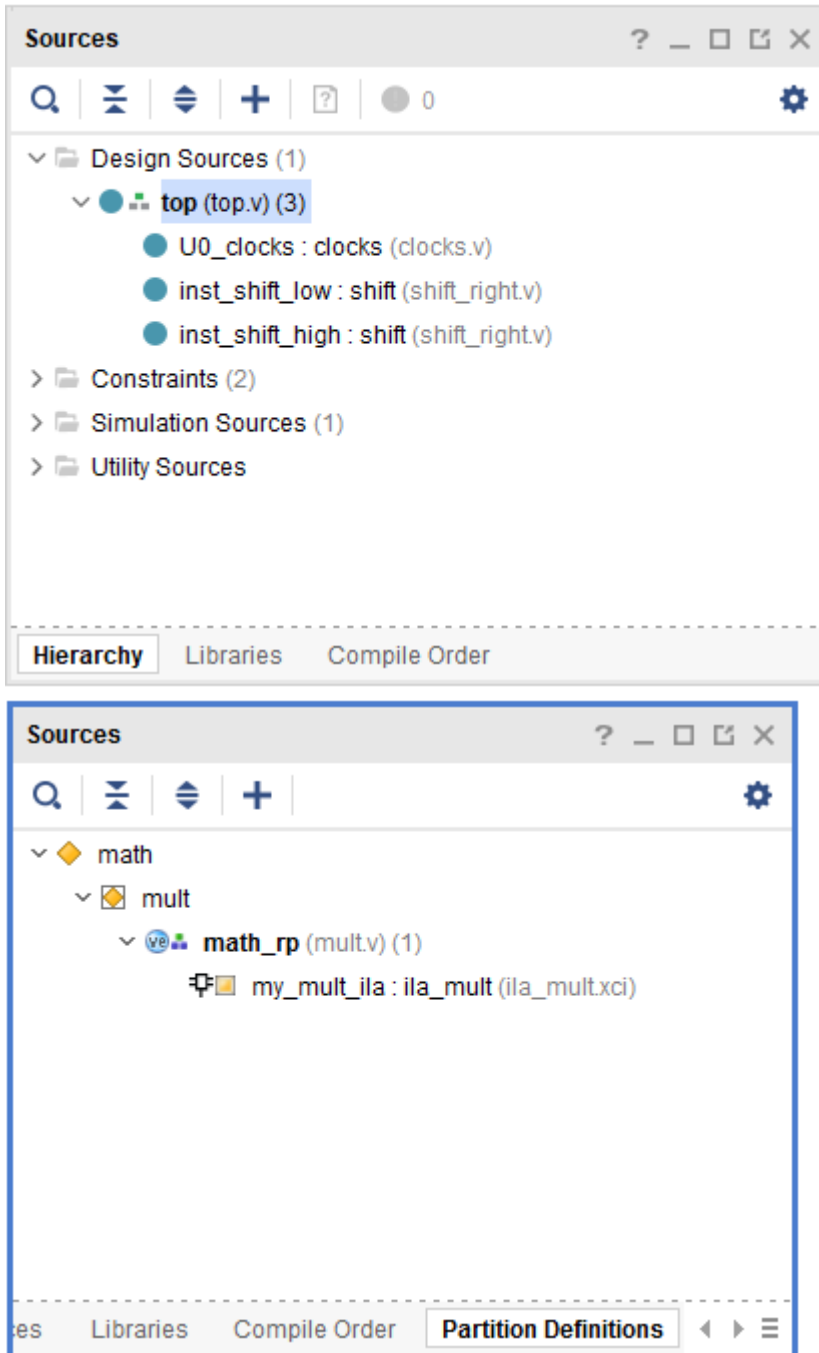 Sources
0
Design Sources (1)
top (top.v) (3)
U0_clocks : clocks (clocks.v)
inst_shift_low : shift (shift_right.v)
inst_shift_high : shift (shift_right.v)
Constraints (2)
Simulation Sources (1)
Utility Sources
Hierarchy Libraries Compile Order
Sources
math
mult
math_rp (mult.v) (1)
my_mult_ila : ila_mult (ila_mult.xci)
es Libraries Compile Order Partition Definitions